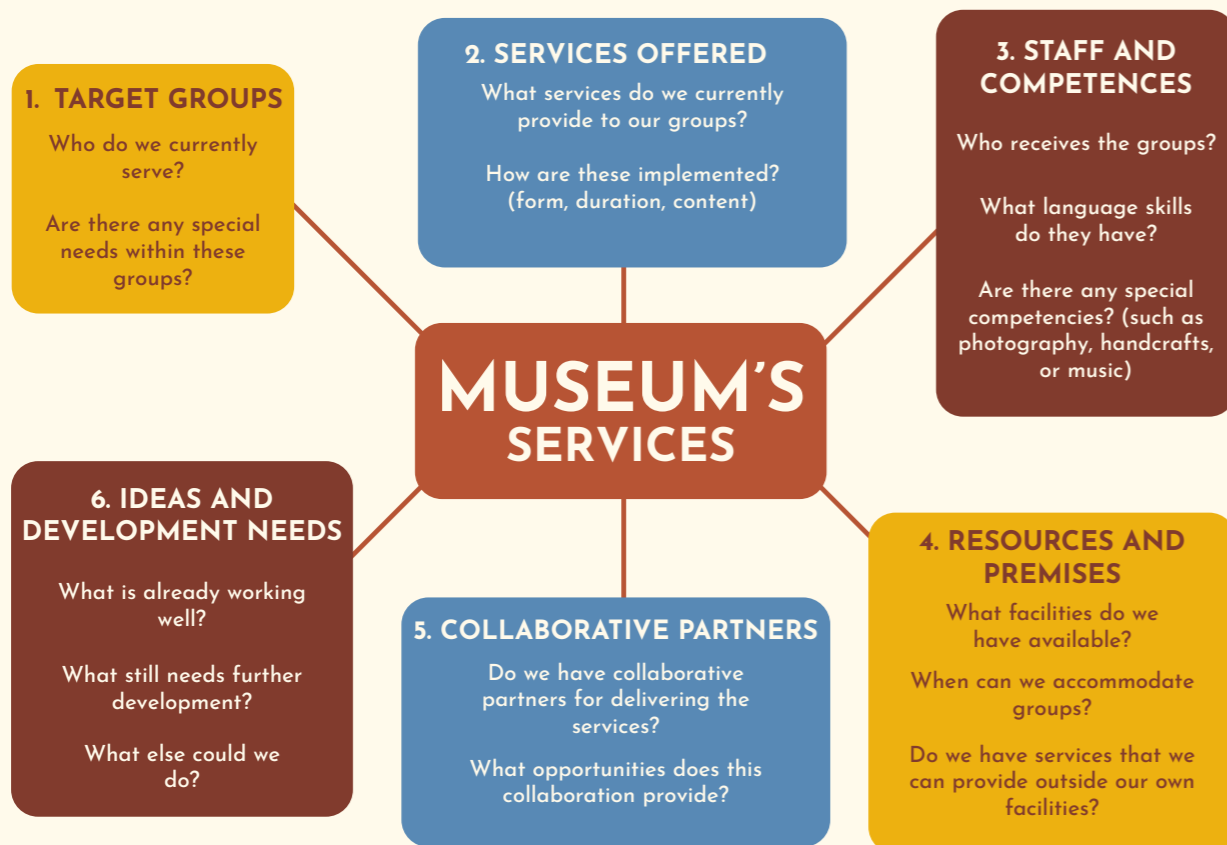 1. TARGET GROUPS
Who do we currently
serve?
Are there any special
needs within these
groups?
2. SERVICES OFFERED
What services do we currently
provide to our groups?
How are these implemented?
(form, duration, content)
3. STAFF AND
COMPETENCES
Who receives the groups?
What language skills
do they have?
Are there any special
competencies? (such as
photography, handcrafts,
or music)
MUSEUM’S
SERVICES
4. RESOURCES AND
PREMISES
What facilities do we
have available?
When can we accommodate
groups?
Do we have services that we
can provide outside our own
facilities?
5. COLLABORATIVE PARTNERS
Do we have collaborative
partners for delivering the
services?
What opportunities does this
collaboration provide?
6. IDEAS AND
DEVELOPMENT NEEDS
What is already working
well?
What still needs further
development?
What else could we
do?